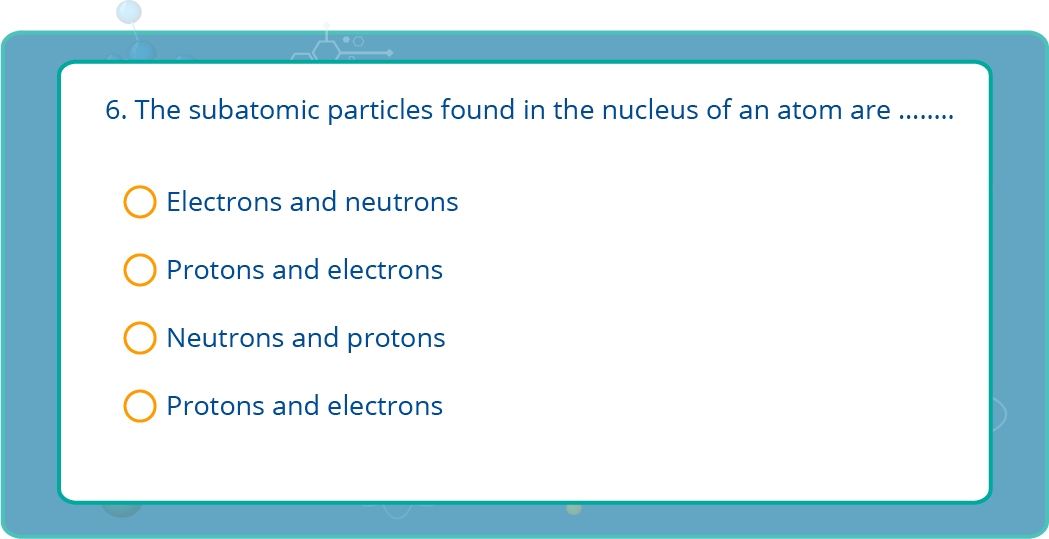 6. The subatomic particles found in the nucleus of an atom are ........
Electrons and neutrons
Protons and electrons
Neutrons and protons
Protons and electrons